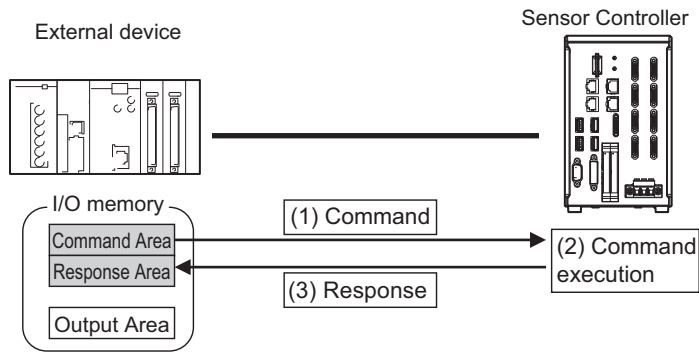 Sensor Controller
External device
I/O memory
Command Area
Response Area
Output Area
(1) Command
(2) Command
execution
(3) Response